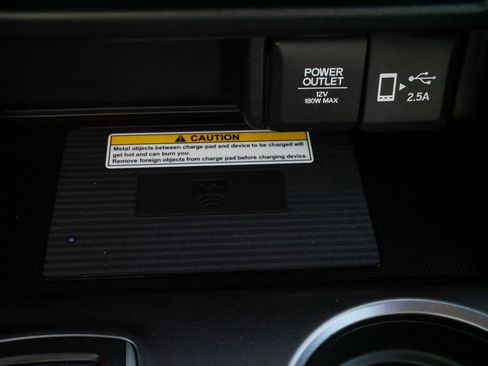 POWER
OUTLET
12V
180W MAX
2.5A
CAUTION
Metal objects between charge pad and device to be charged will
get hot and can burn you.
Remove foreign objects from charge pad before charging device.